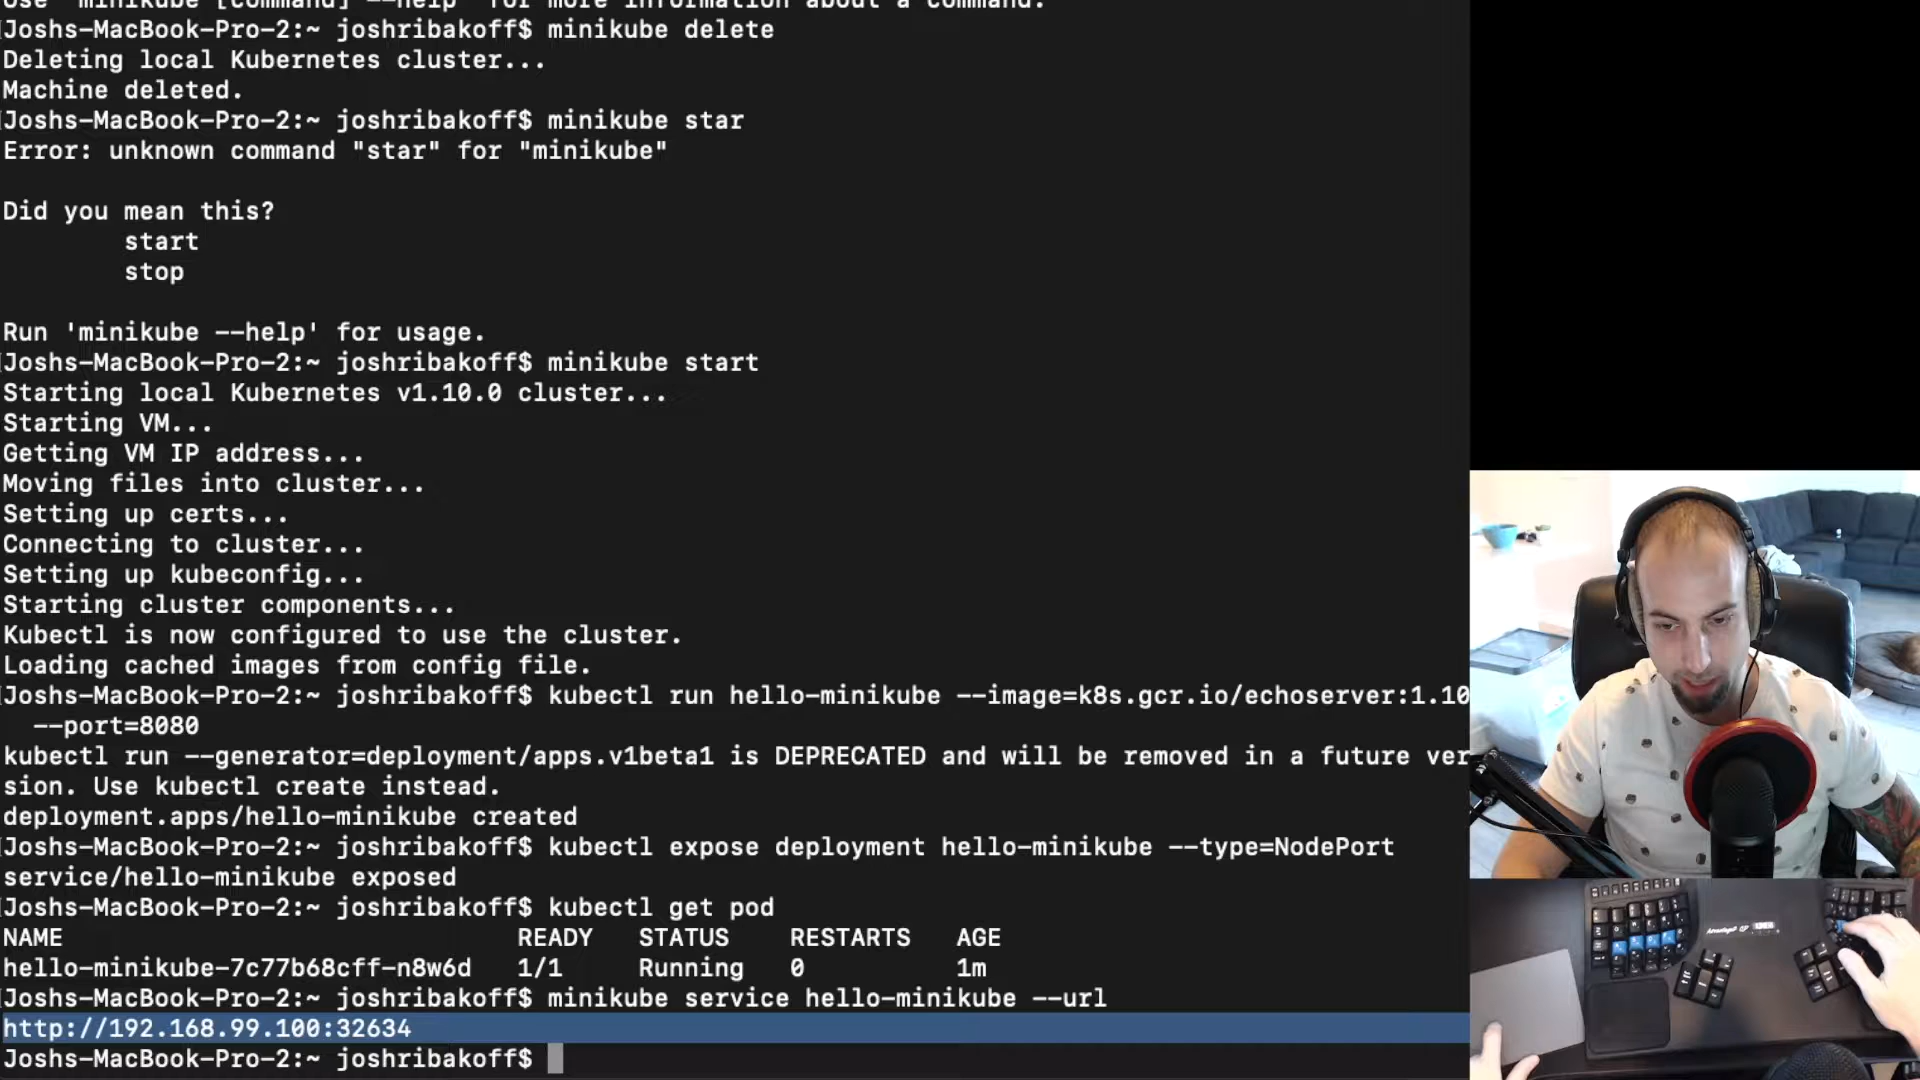 Use 'minikube [command] --help' for more information about a command.
Joshs-MacBook-Pro-2:~ joshribakoff$ minikube delete
Deleting local Kubernetes cluster...
Machine deleted.
Joshs-MacBook-Pro-2:~ joshribakoff$ minikube star
Error: unknown command "star" for "minikube"
Did you mean this?
start
stop
Run 'minikube --help' for usage.
Joshs-MacBook-Pro-2:~ joshribakoff$ minikube start
Starting local Kubernetes v1.10.0 cluster...
Starting VM...
Getting VM IP address...
Moving files into cluster...
Setting up certs...
Connecting to cluster...
Setting up kubeconfig...
Starting cluster components...
Kubectl is now configured to use the cluster.
Loading cached images from config file.
Joshs-MacBook-Pro-2:~ joshribakoff$ kubectl run hello-minikube --image=k8s.gcr.io/echoserver:1.10
--port=8080
kubectl run --generator=deployment/apps.v1beta1 is DEPRECATED and will be removed in a future ver
sion. Use kubectl create instead.
deployment.apps/hello-minikube created
Joshs-MacBook-Pro-2:~ joshribakoff$ kubectl expose deployment hello-minikube --type=NodePort
service/hello-minikube exposed
Joshs-MacBook-Pro-2:~ joshribakoff$ kubectl get pod
NAME READY STATUS RESTARTS AGE
hello-minikube-7c77b68cff-n8w6d 1/1 Running 0 1m
Joshs-MacBook-Pro-2:~ joshribakoff$ minikube service hello-minikube --url
http://192.168.99.100:32634
Joshs-MacBook-Pro-2:~ joshribakoff$